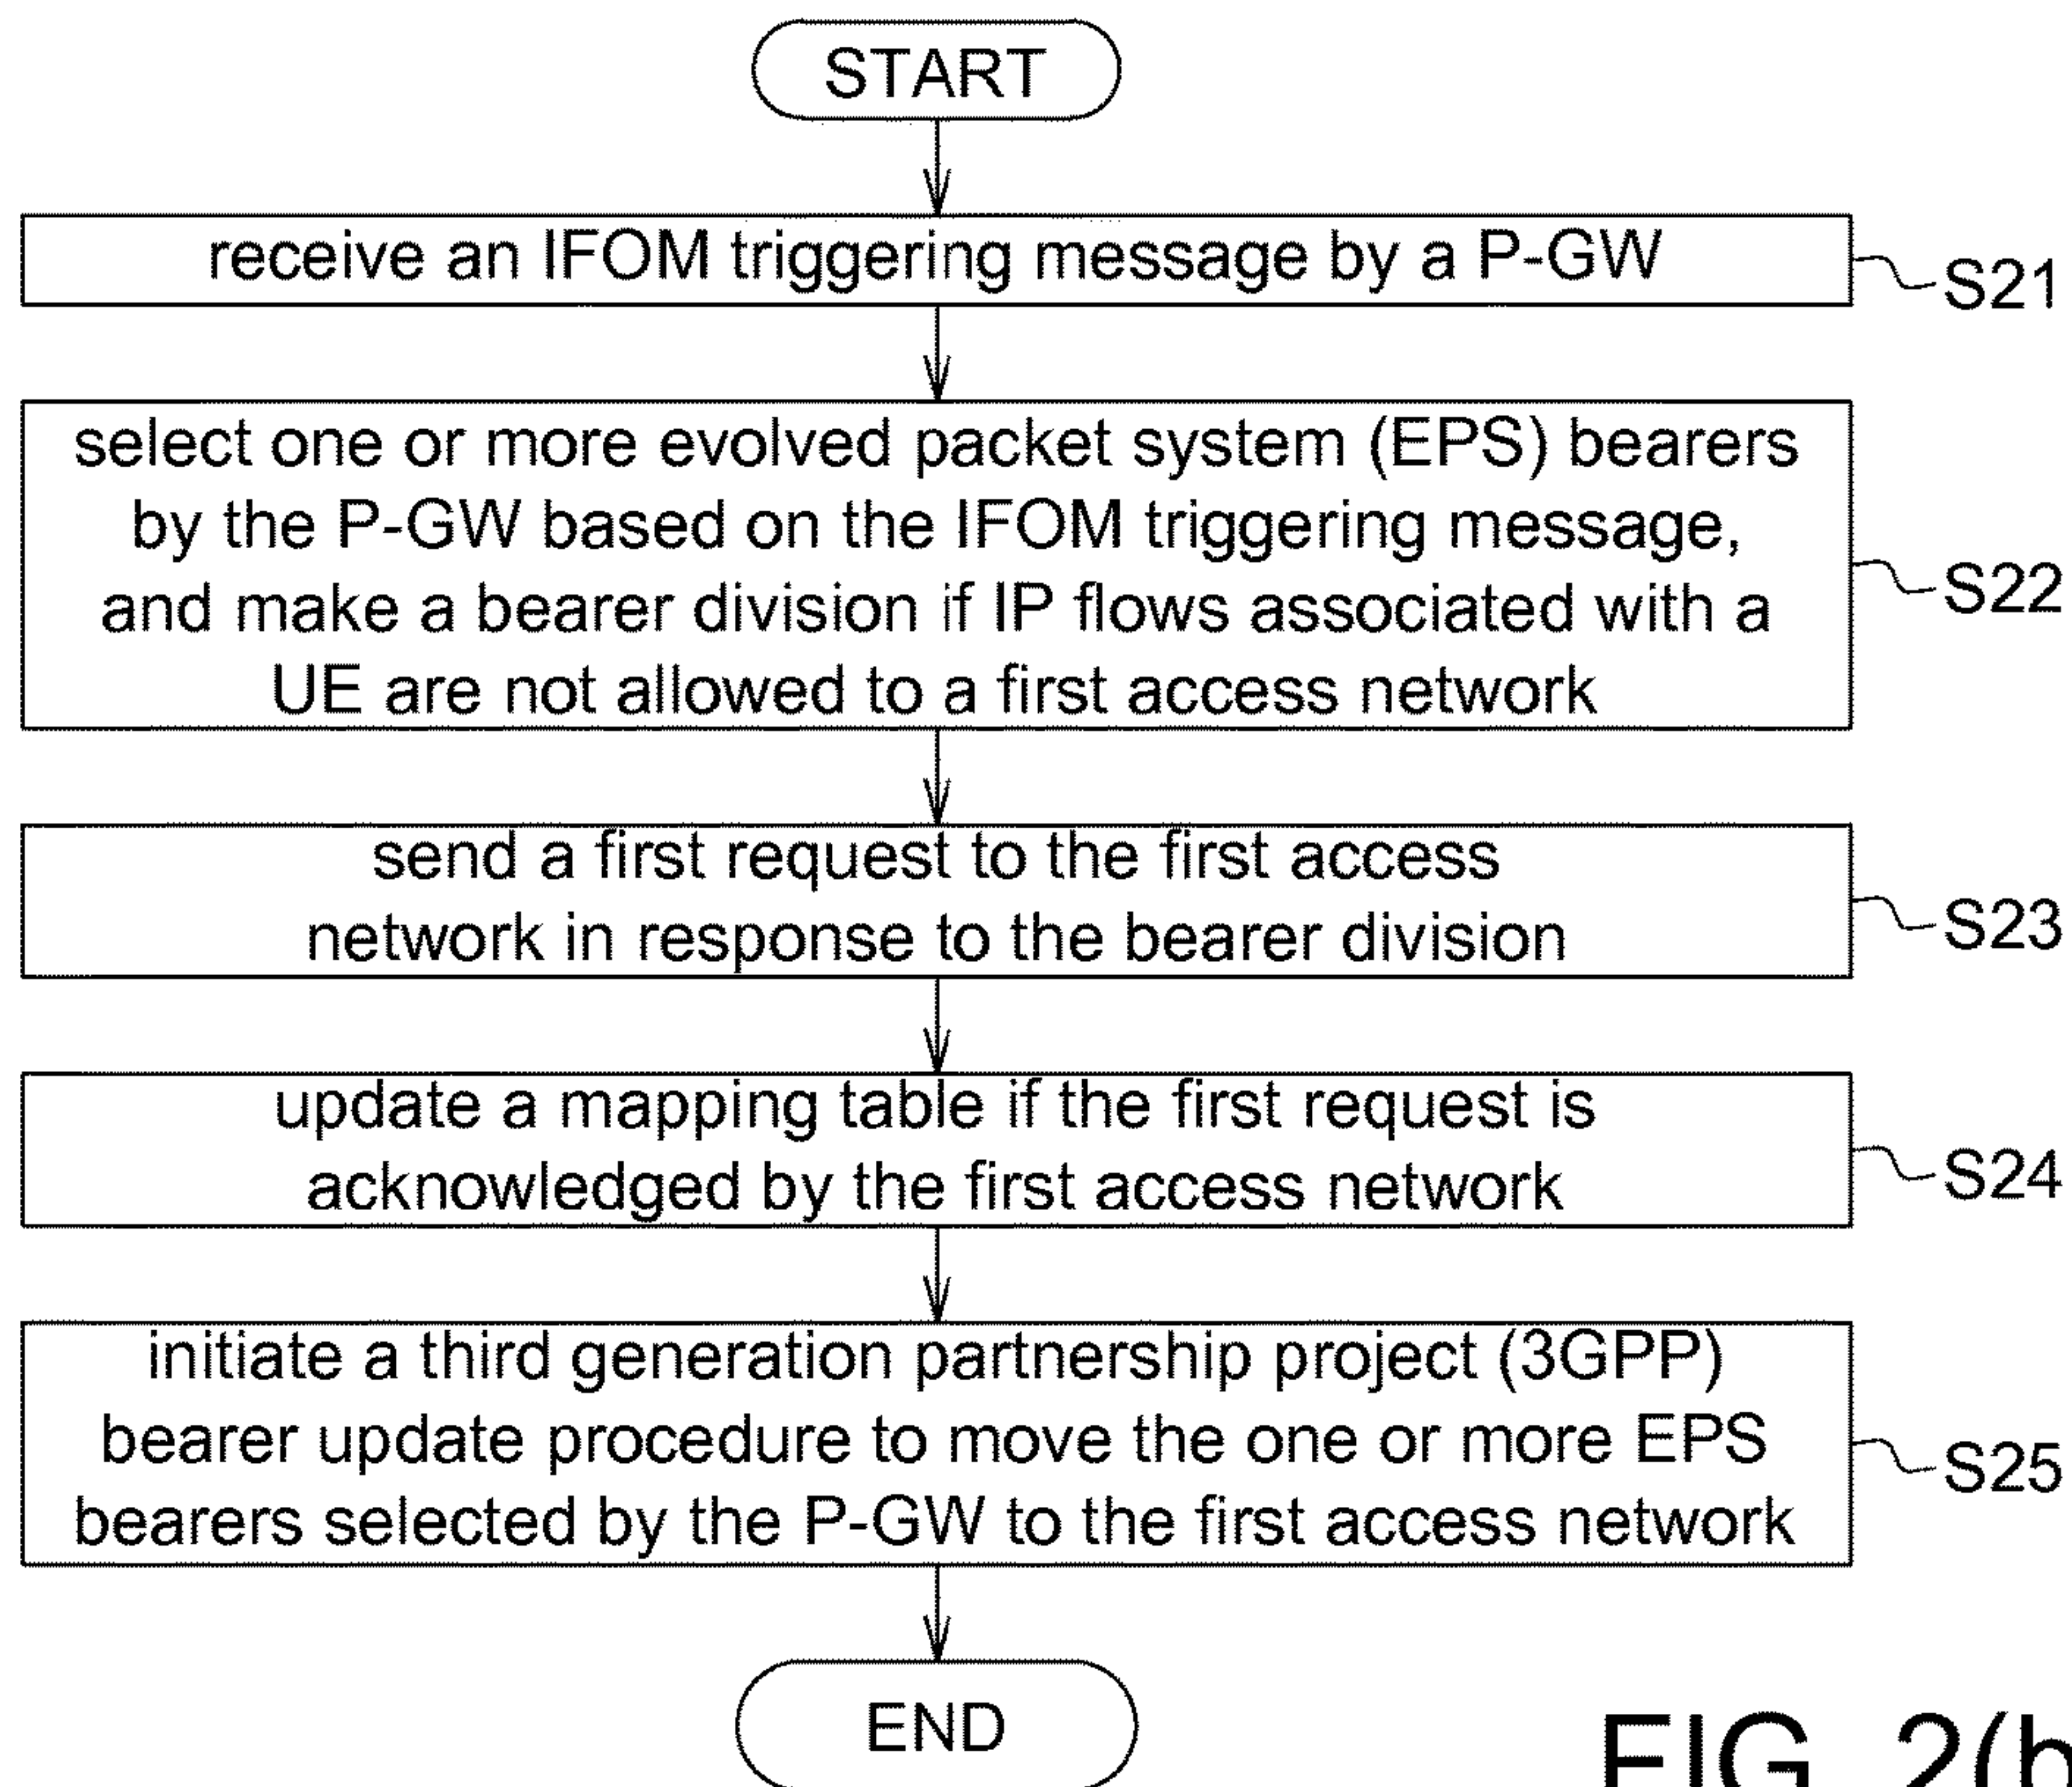 START
receive an IFOM triggering message by a P-GW
S21
select one or more evolved packet system (EPS) bearers
by the P-GW based on the IFOM triggering message,
and make a bearer division if IP flows associated with a
UE are not allowed to a first access network
S22
send a first request to the first access
network in response to the bearer division
S23
update a mapping table if the first request is
acknowledged by the first access network
S24
initiate a third generation partnership project (3GPP)
bearer update procedure to move the one or more EPS
bearers selected by the P-GW to the first access network
S25
END
FIG. 2(b